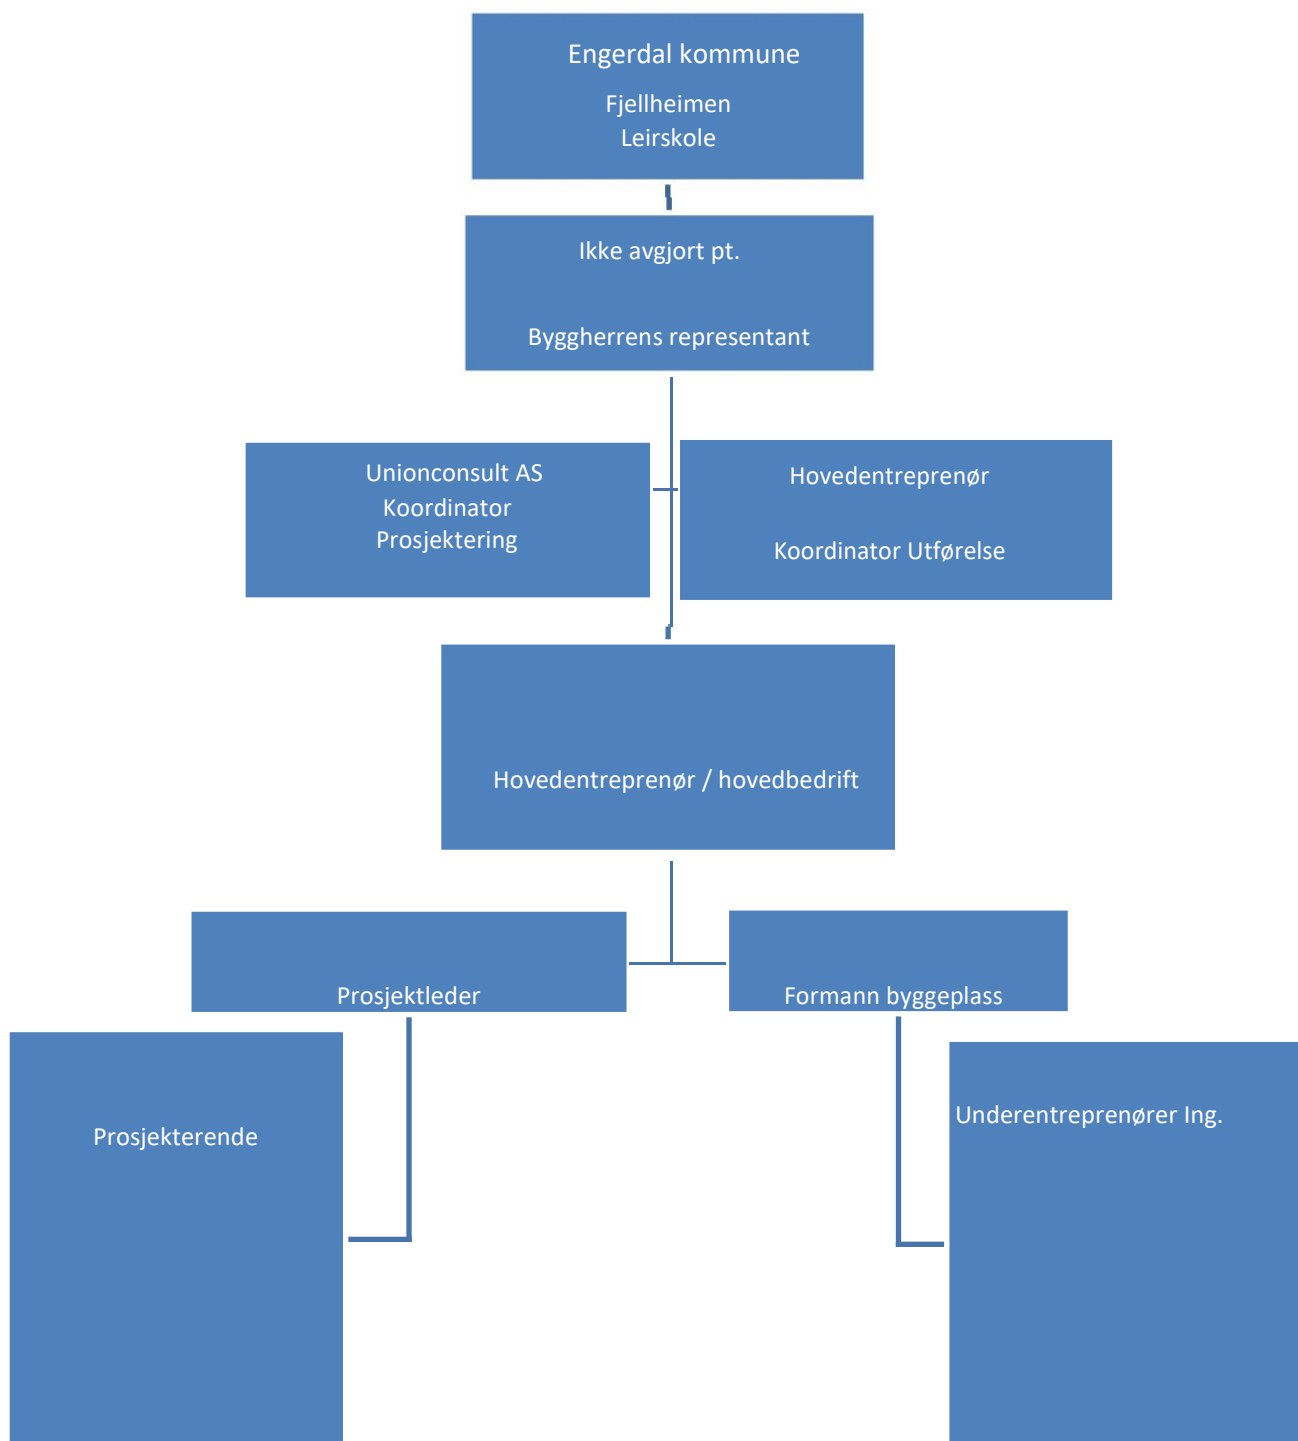 Engerdal kommune
Fjellheimen
Leirskole
Ikke avgjort pt.
Byggherrens representant
Unionconsult AS
Koordinator
Prosjektering
Hovedentreprenør
Koordinator Utførelse
Hovedentreprenør / hovedbedrift
Prosjektleder
Formann byggeplass
Prosjekterende
Underentreprenører Ing.